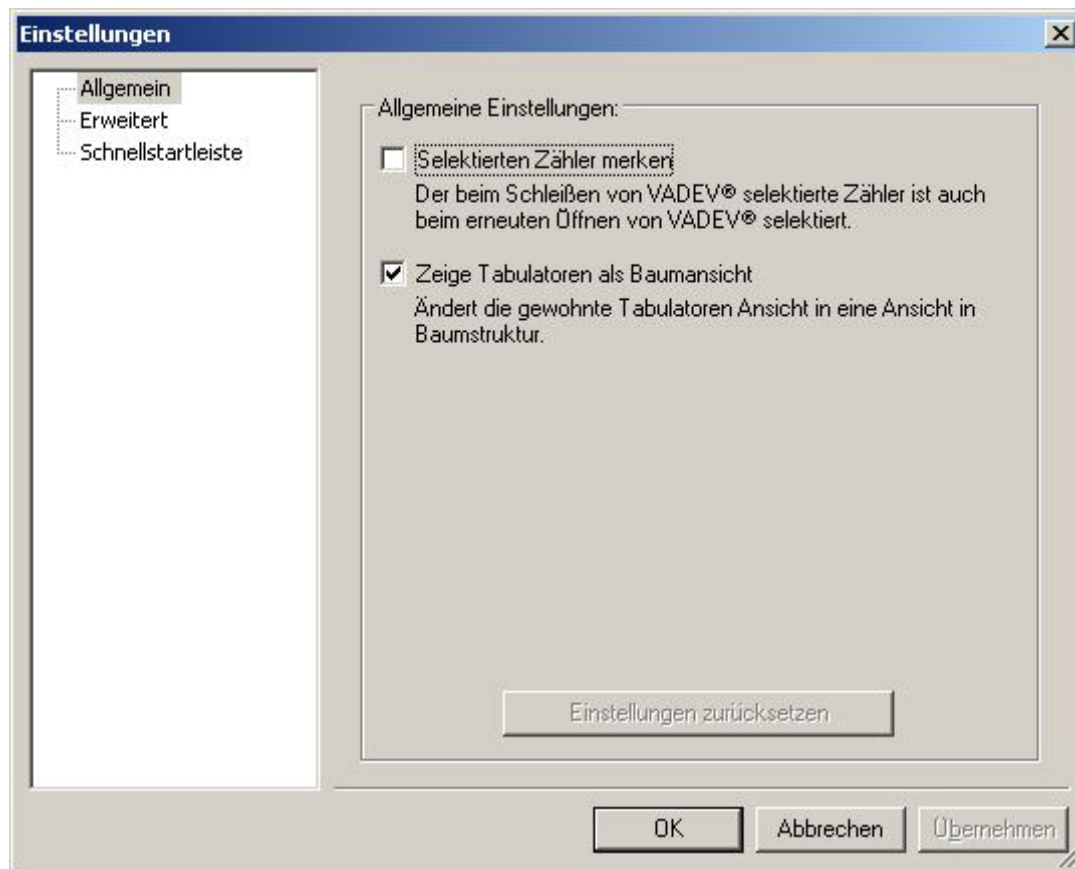 Einstellungen
Allgemein
Erweitert
Schnellstartleiste
Allgemeine Einstellungen:
Selektierten Zähler merken
Der beim Schleißen von VADEV® selektierte Zähler ist auch
beim erneuten Öffnen von VADEV® selektiert.
Zeige Tabulatoren als Baumansicht
Ändert die gewohnte Tabulatoren Ansicht in eine Ansicht in
Baumstruktur.
Einstellungen zurücksetzen
OK
Abbrechen
Übernehmen